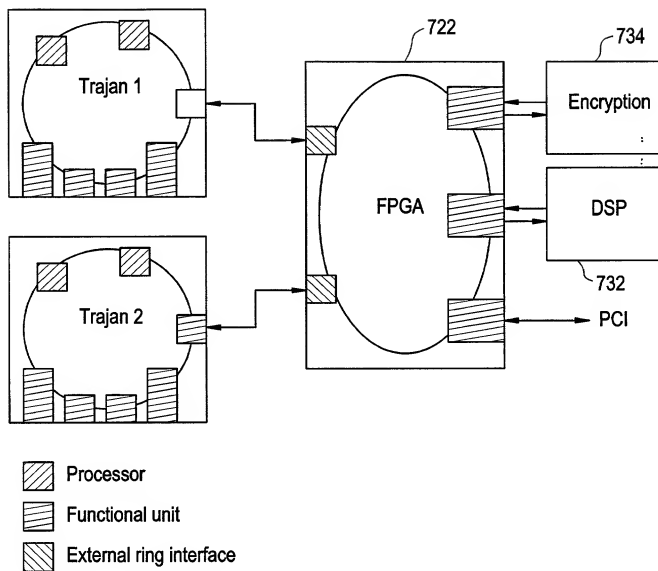 722
734
Trajan 1
Encryption
FPGA
DSP
732
Trajan 2
PCI
Processor
Functional unit
External ring interface